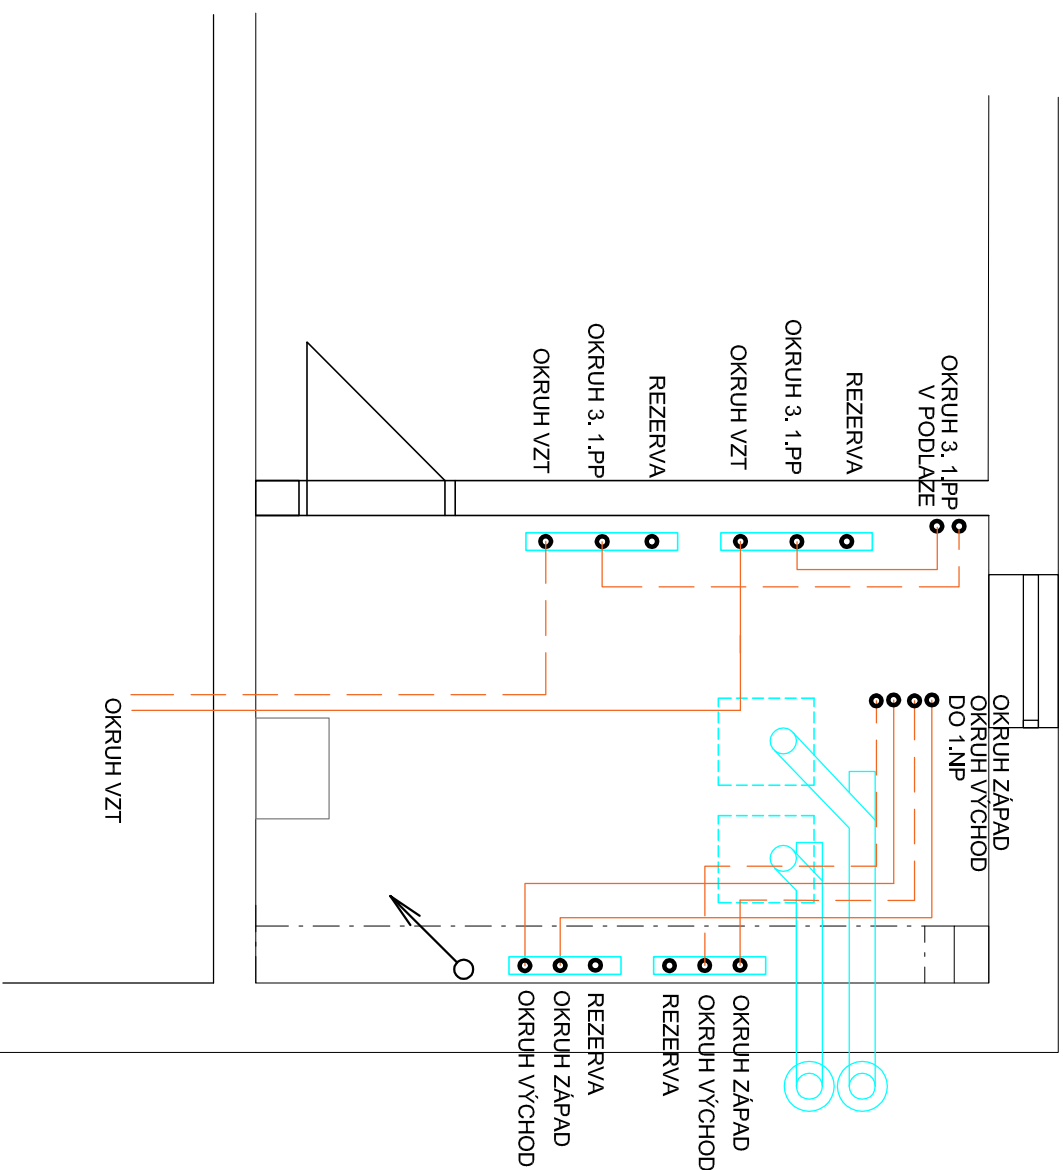 OKRUH VZT
OKRUH 3. 1.PP
REZERVA
OKRUH VZT
OKRUH 3. 1.PP
REZERVA
OKRUH 3. 1.PP
V PODLAZE
OKRUH ZÁPAD
OKRUH VÝCHOD
DO 1.NP
OKRUH VZT
OKRUH VÝCHOD
OKRUH ZÁPAD
REZERVA
REZERVA
OKRUH VÝCHOD
OKRUH ZÁPAD